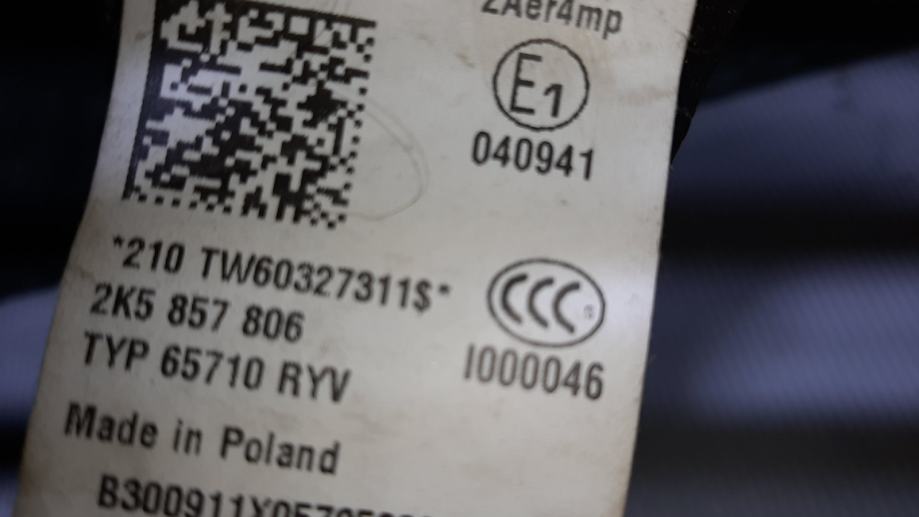 2Aer4mp
E1
040941
*210 TW60327311$*
2K5 857 806
CCC
TYP 65710 RYV
I000046
Made in Poland